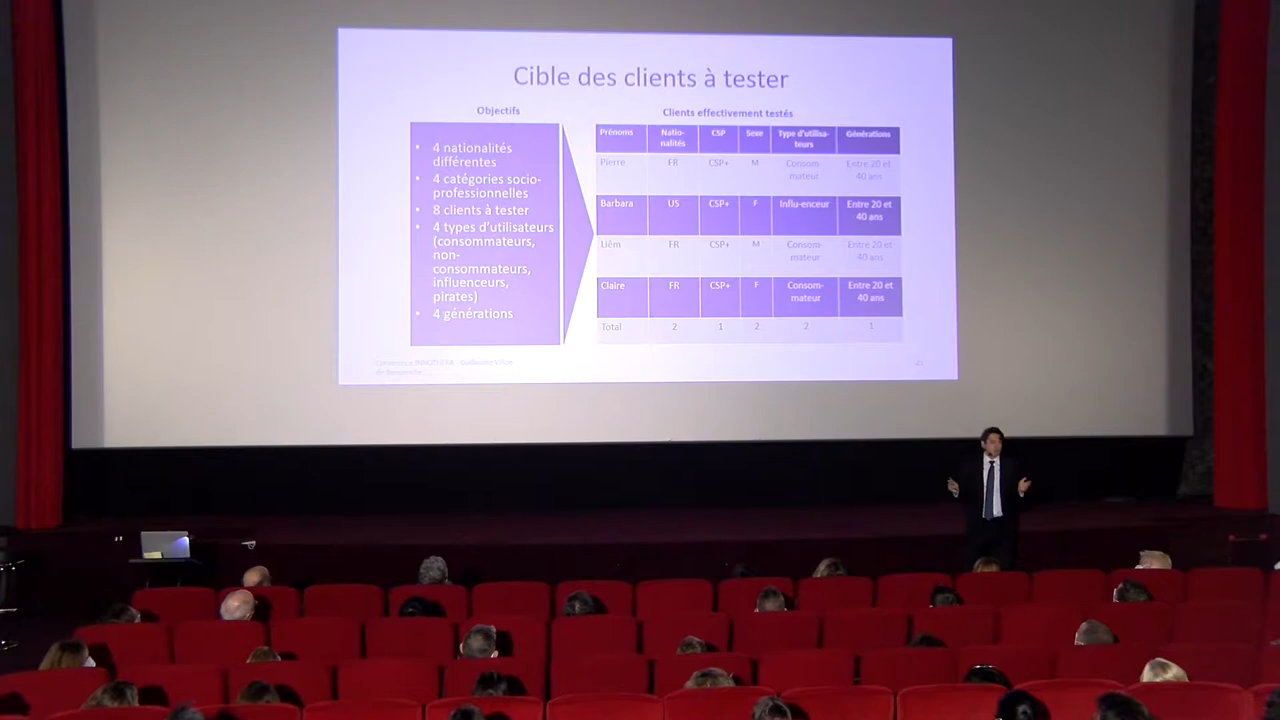 Cible des clients à tester
Objectifs
• 4 nationalités
différentes
• 4 catégories socio-
professionnelles
• 8 clients à tester
• 4 types d'utilisateurs
(consommateurs,
non-
consommateurs,
influenceurs,
pirates)
• 4 générations
Clients effectivement testés
Prénoms Natio- CSP Sexe Type d'utilisa- Générations
nalités teurs
Pierre FR CSP+ M Consom- Entre 20 et
mateur 40 ans
Barbara US CSP+ F Influ-enceur Entre 20 et
40 ans
FR CSP+ M Consom- Entre 20 et
mateur 40 ans
Claire FR CSP+ F Consom- Entre 20 et
mateur 40 ans
Total 2 1 2 2 1